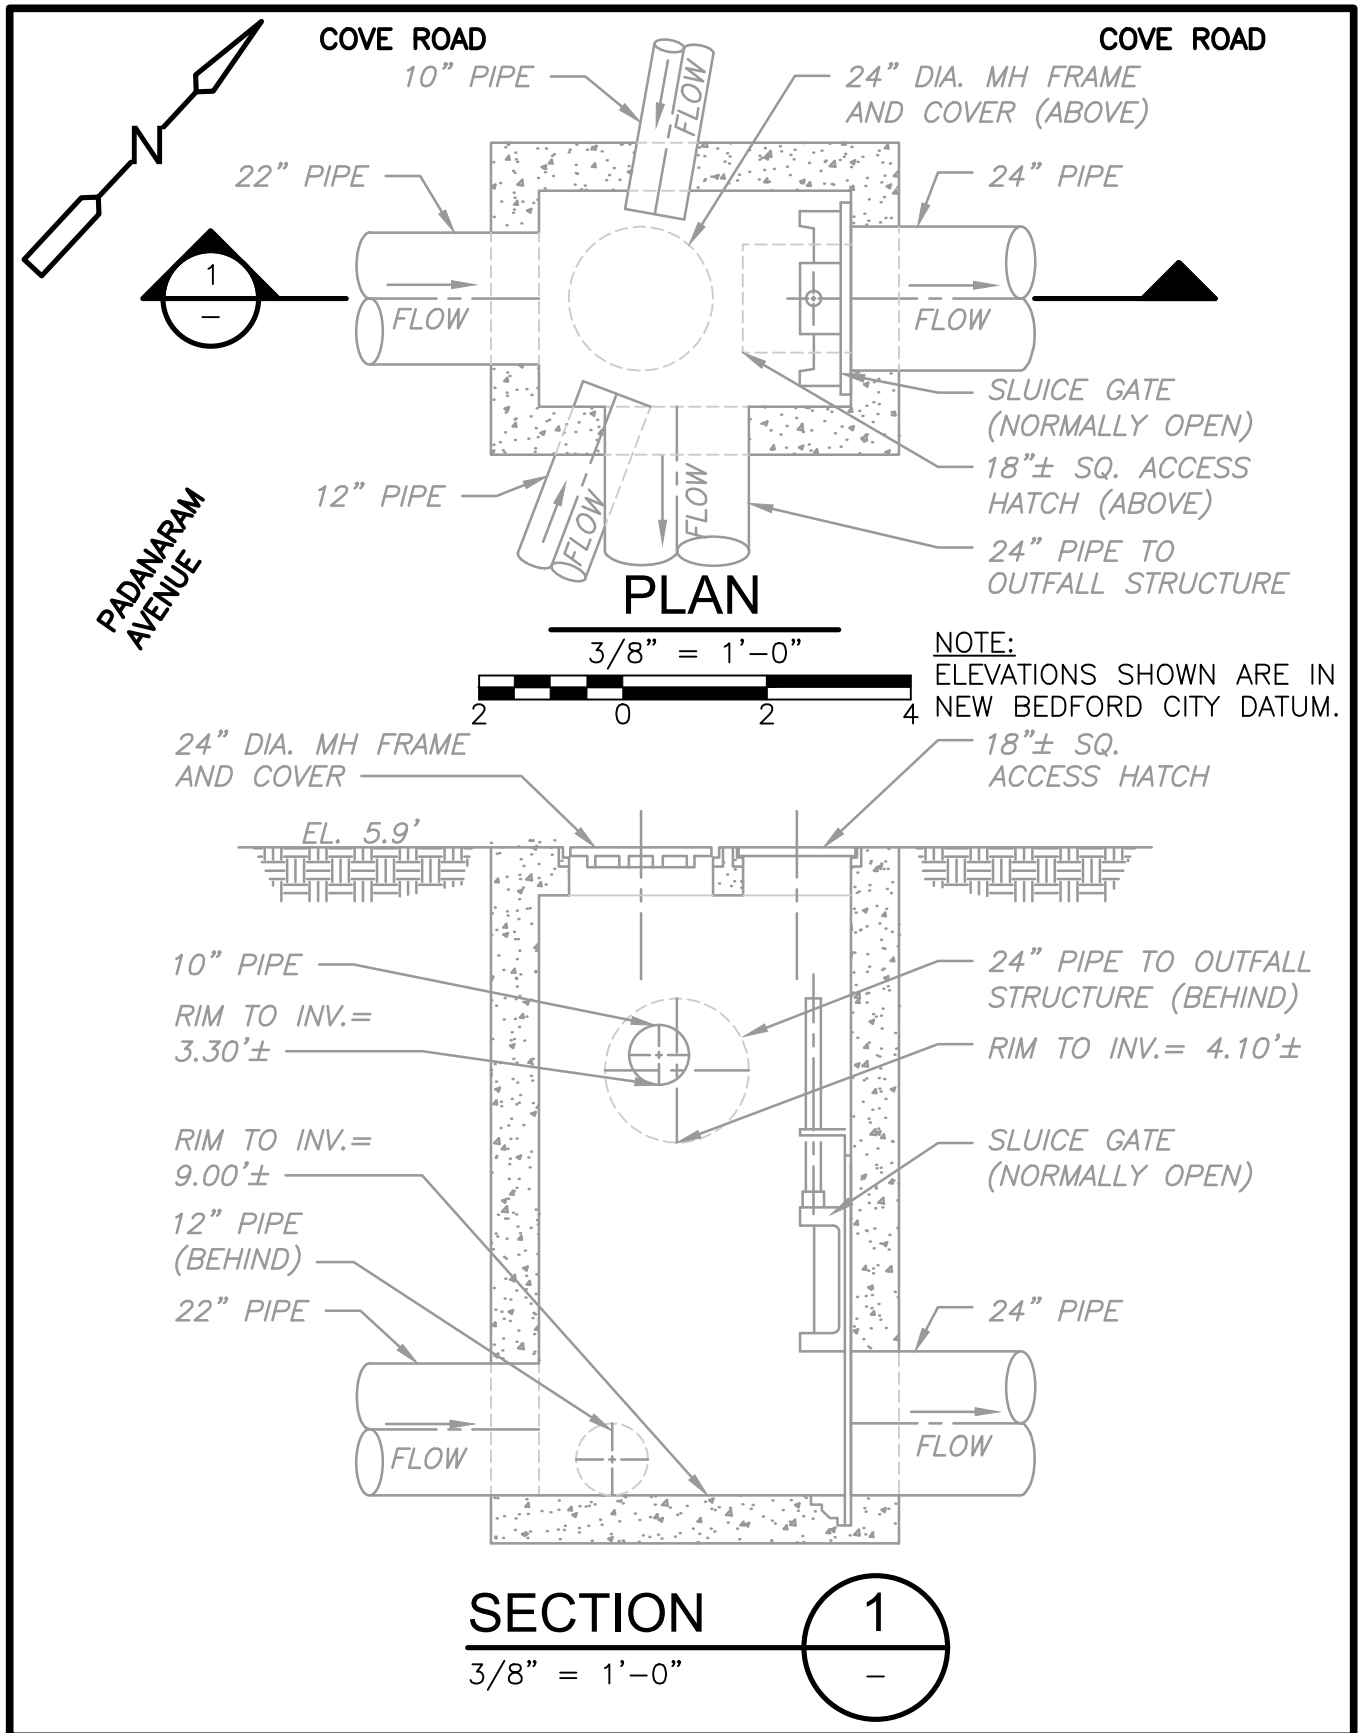 COVE ROAD
COVE ROAD
10" PIPE
24" DIA. MH FRAME
AND COVER (ABOVE)
FLOW
N
22" PIPE
24" PIPE
1
–
FLOW
FLOW
SLUICE GATE
(NORMALLY OPEN)
18"± SQ. ACCESS
HATCH (ABOVE)
12" PIPE
FLOW
FLOW
24" PIPE TO
OUTFALL STRUCTURE
PADANARAM
AVENUE
PLAN
3/8" = 1'-0"
2 0 2 4
NOTE:
ELEVATIONS SHOWN ARE IN
NEW BEDFORD CITY DATUM.
24" DIA. MH FRAME
AND COVER
18"± SQ.
ACCESS HATCH
EL. 5.9'
10" PIPE
RIM TO INV.=
3.30'±
24" PIPE TO OUTFALL
STRUCTURE (BEHIND)
RIM TO INV.= 4.10'±
RIM TO INV.=
9.00'±
SLUICE GATE
(NORMALLY OPEN)
12" PIPE
(BEHIND)
22" PIPE
24" PIPE
FLOW
FLOW
SECTION
3/8" = 1'-0"
1
–